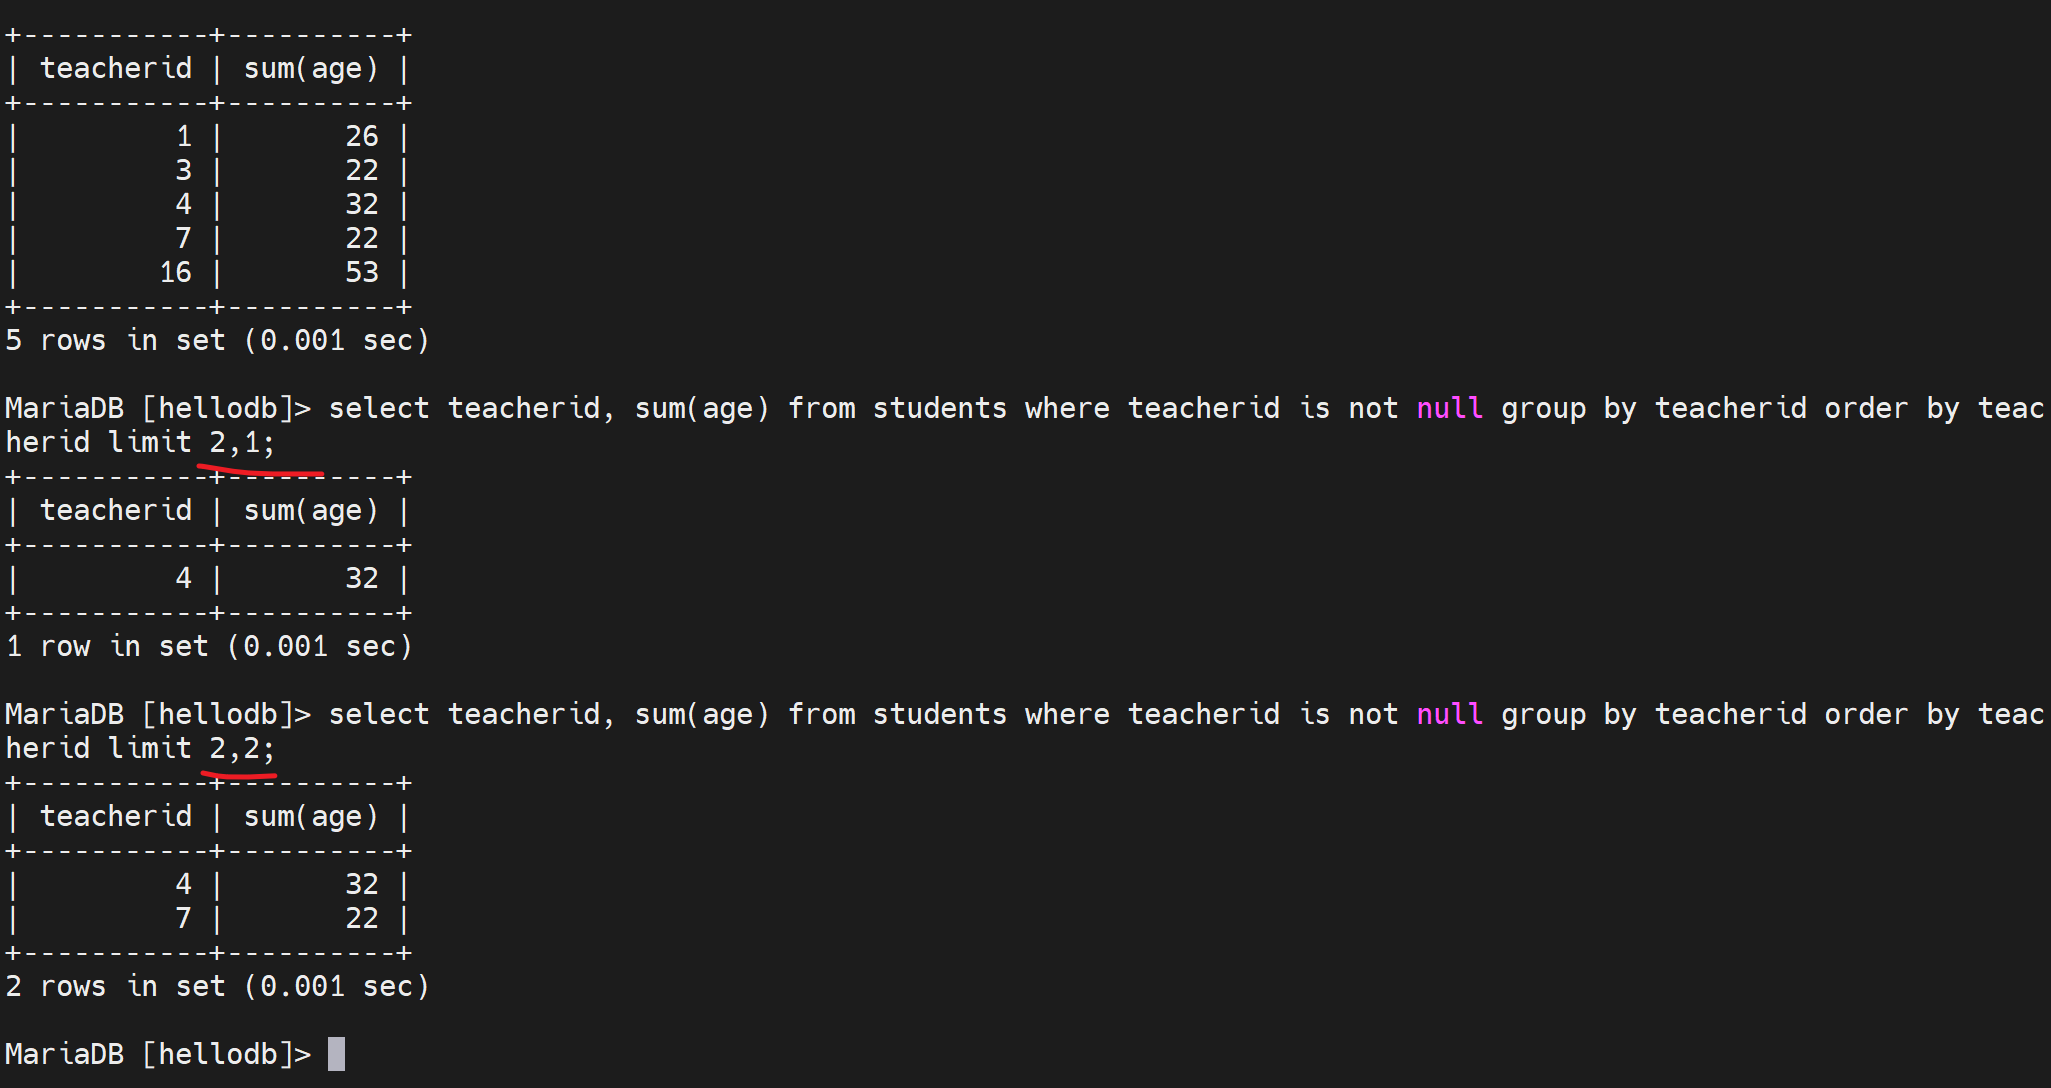 +-----------+----------+
| teacherid | sum(age) |
+-----------+----------+
|         1 |       26 |
|         3 |       22 |
|         4 |       32 |
|         7 |       22 |
|        16 |       53 |
+-----------+----------+
5 rows in set (0.001 sec)
MariaDB [hellodb]> select teacherid, sum(age) from students where teacherid is not null group by teacherid order by teac
herid limit 2,1;
+-----------+----------+
| teacherid | sum(age) |
+-----------+----------+
|         4 |       32 |
+-----------+----------+
1 row in set (0.001 sec)
MariaDB [hellodb]> select teacherid, sum(age) from students where teacherid is not null group by teacherid order by teac
herid limit 2,2;
+-----------+----------+
| teacherid | sum(age) |
+-----------+----------+
|         4 |       32 |
|         7 |       22 |
+-----------+----------+
2 rows in set (0.001 sec)
MariaDB [hellodb]>